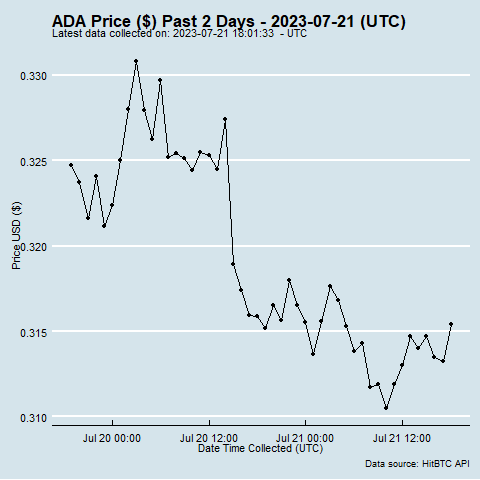 ADA Price ($) Past 2 Days - 2023-07-21 (UTC)
Latest data collected on: 2023-07-21 18:01:33 - UTC
0.330
0.325
0.320
0.315
0.310
Price USD ($)
Jul 20 00:00 Jul 20 12:00 Jul 21 00:00 Jul 21 12:00
Date Time Collected (UTC)
Data source: HitBTC API